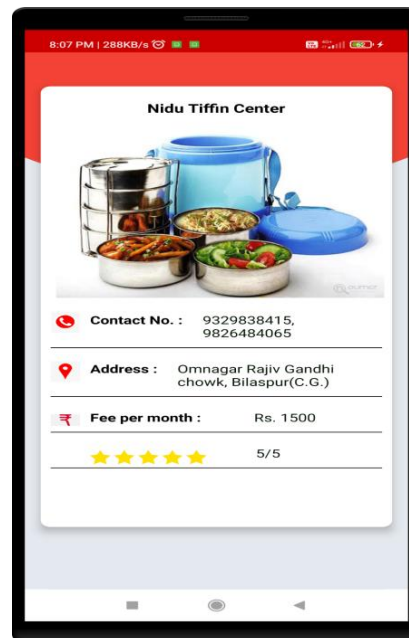 8:07 PM | 288KB/s
Nidu Tiffin Center
Contact No. : 9329838415,
9826484065
Address : Omnagar Rajiv Gandhi
chowk, Bilaspur(C.G.)
₹ Fee per month : Rs. 1500
5/5